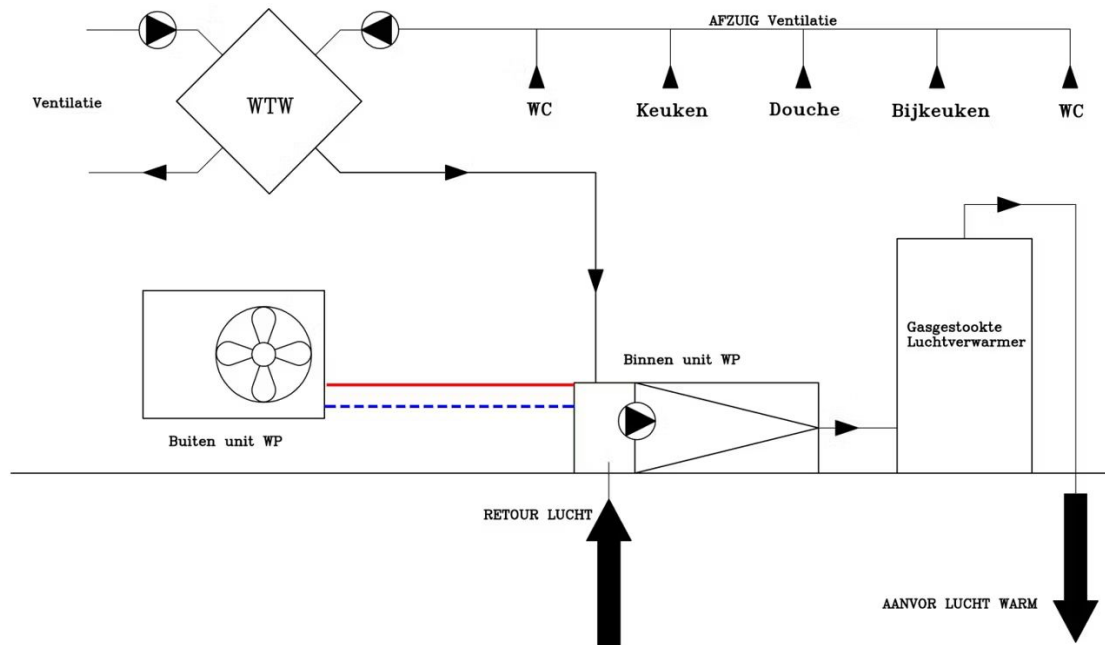 AFZUIG Ventilatie
Ventilatie
WTW
WC
Keuken
Douche
Bijkeuken
WC
Gasgestookte
Luchtverwarmer
Binnen unit WP
Buiten unit WP
RETOUR LUCHT
AANVOR LUCHT WARM